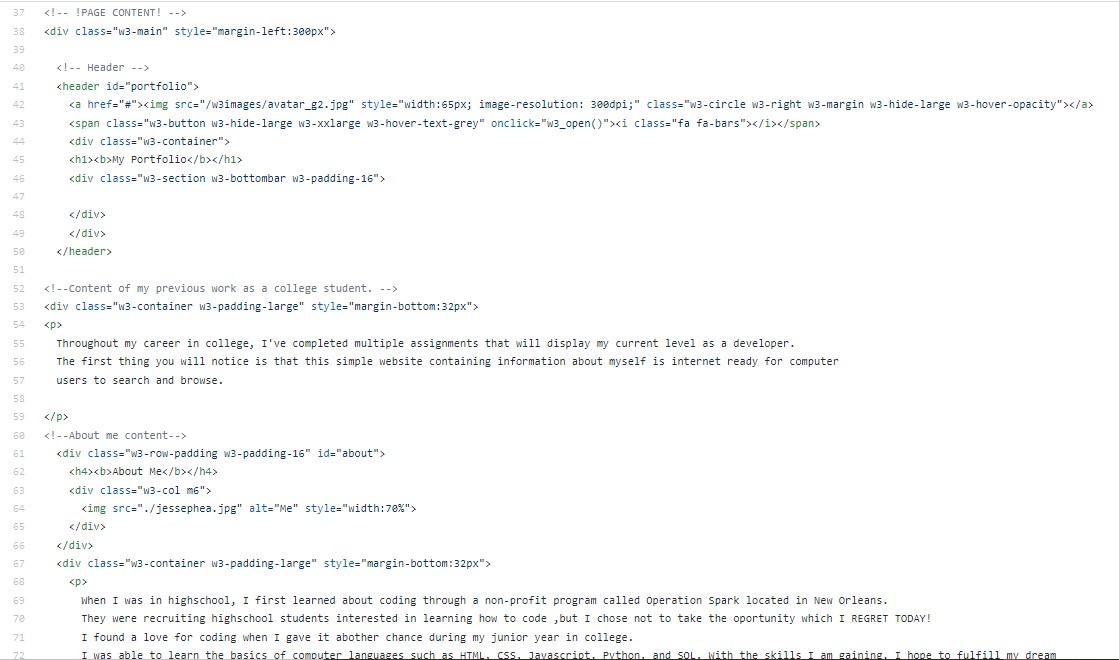 37 <!-- !PAGE CONTENT! -->
38 <div class="w3-main" style="margin-left:300px">
39
40 <!-- Header -->
41 <header id="portfolio">
42 <a href="#"><img src="/w3images/avatar_g2.jpg" style="width:65px; image-resolution: 300dpi;" class="w3-circle w3-right w3-margin w3-hide-large w3-hover-opacity"></a>
43 <span class="w3-button w3-hide-large w3-xxlarge w3-hover-text-grey" onclick="w3_open()"><i class="fa fa-bars"></i></span>
44 <div class="w3-container">
45 <h1><b>My Portfolio</b></h1>
46 <div class="w3-section w3-bottombar w3-padding-16">
47
48 </div>
49 </div>
50 </header>
51
52 <!--Content of my previous work as a college student. -->
53 <div class="w3-container w3-padding-large" style="margin-bottom:32px">
54 <p>
55 Throughout my career in college, I've completed multiple assignments that will display my current level as a developer.
56 The first thing you will notice is that this simple website containing information about myself is internet ready for computer
57 users to search and browse.
58
59 </p>
60 <!--About me content-->
61 <div class="w3-row-padding w3-padding-16" id="about">
62 <h4><b>About Me</b></h4>
63 <div class="w3-col m6">
64 <img src="./jessephea.jpg" alt="Me" style="width:70%">
65 </div>
66 </div>
67 <div class="w3-container w3-padding-large" style="margin-bottom:32px">
68 <p>
69 When I was in highschool, I first learned about coding through a non-profit program called Operation Spark located in New Orleans.
70 They were recruiting highschool students interested in learning how to code ,but I chose not to take the oportunity which I REGRET TODAY!
71 I found a love for coding when I gave it abother chance during my junior year in college.
72 I was able to learn the basics of computer languages such as HTML, CSS, Javascript, Python, and SQL. With the skills I am gaining, I hope to fulfill my dream